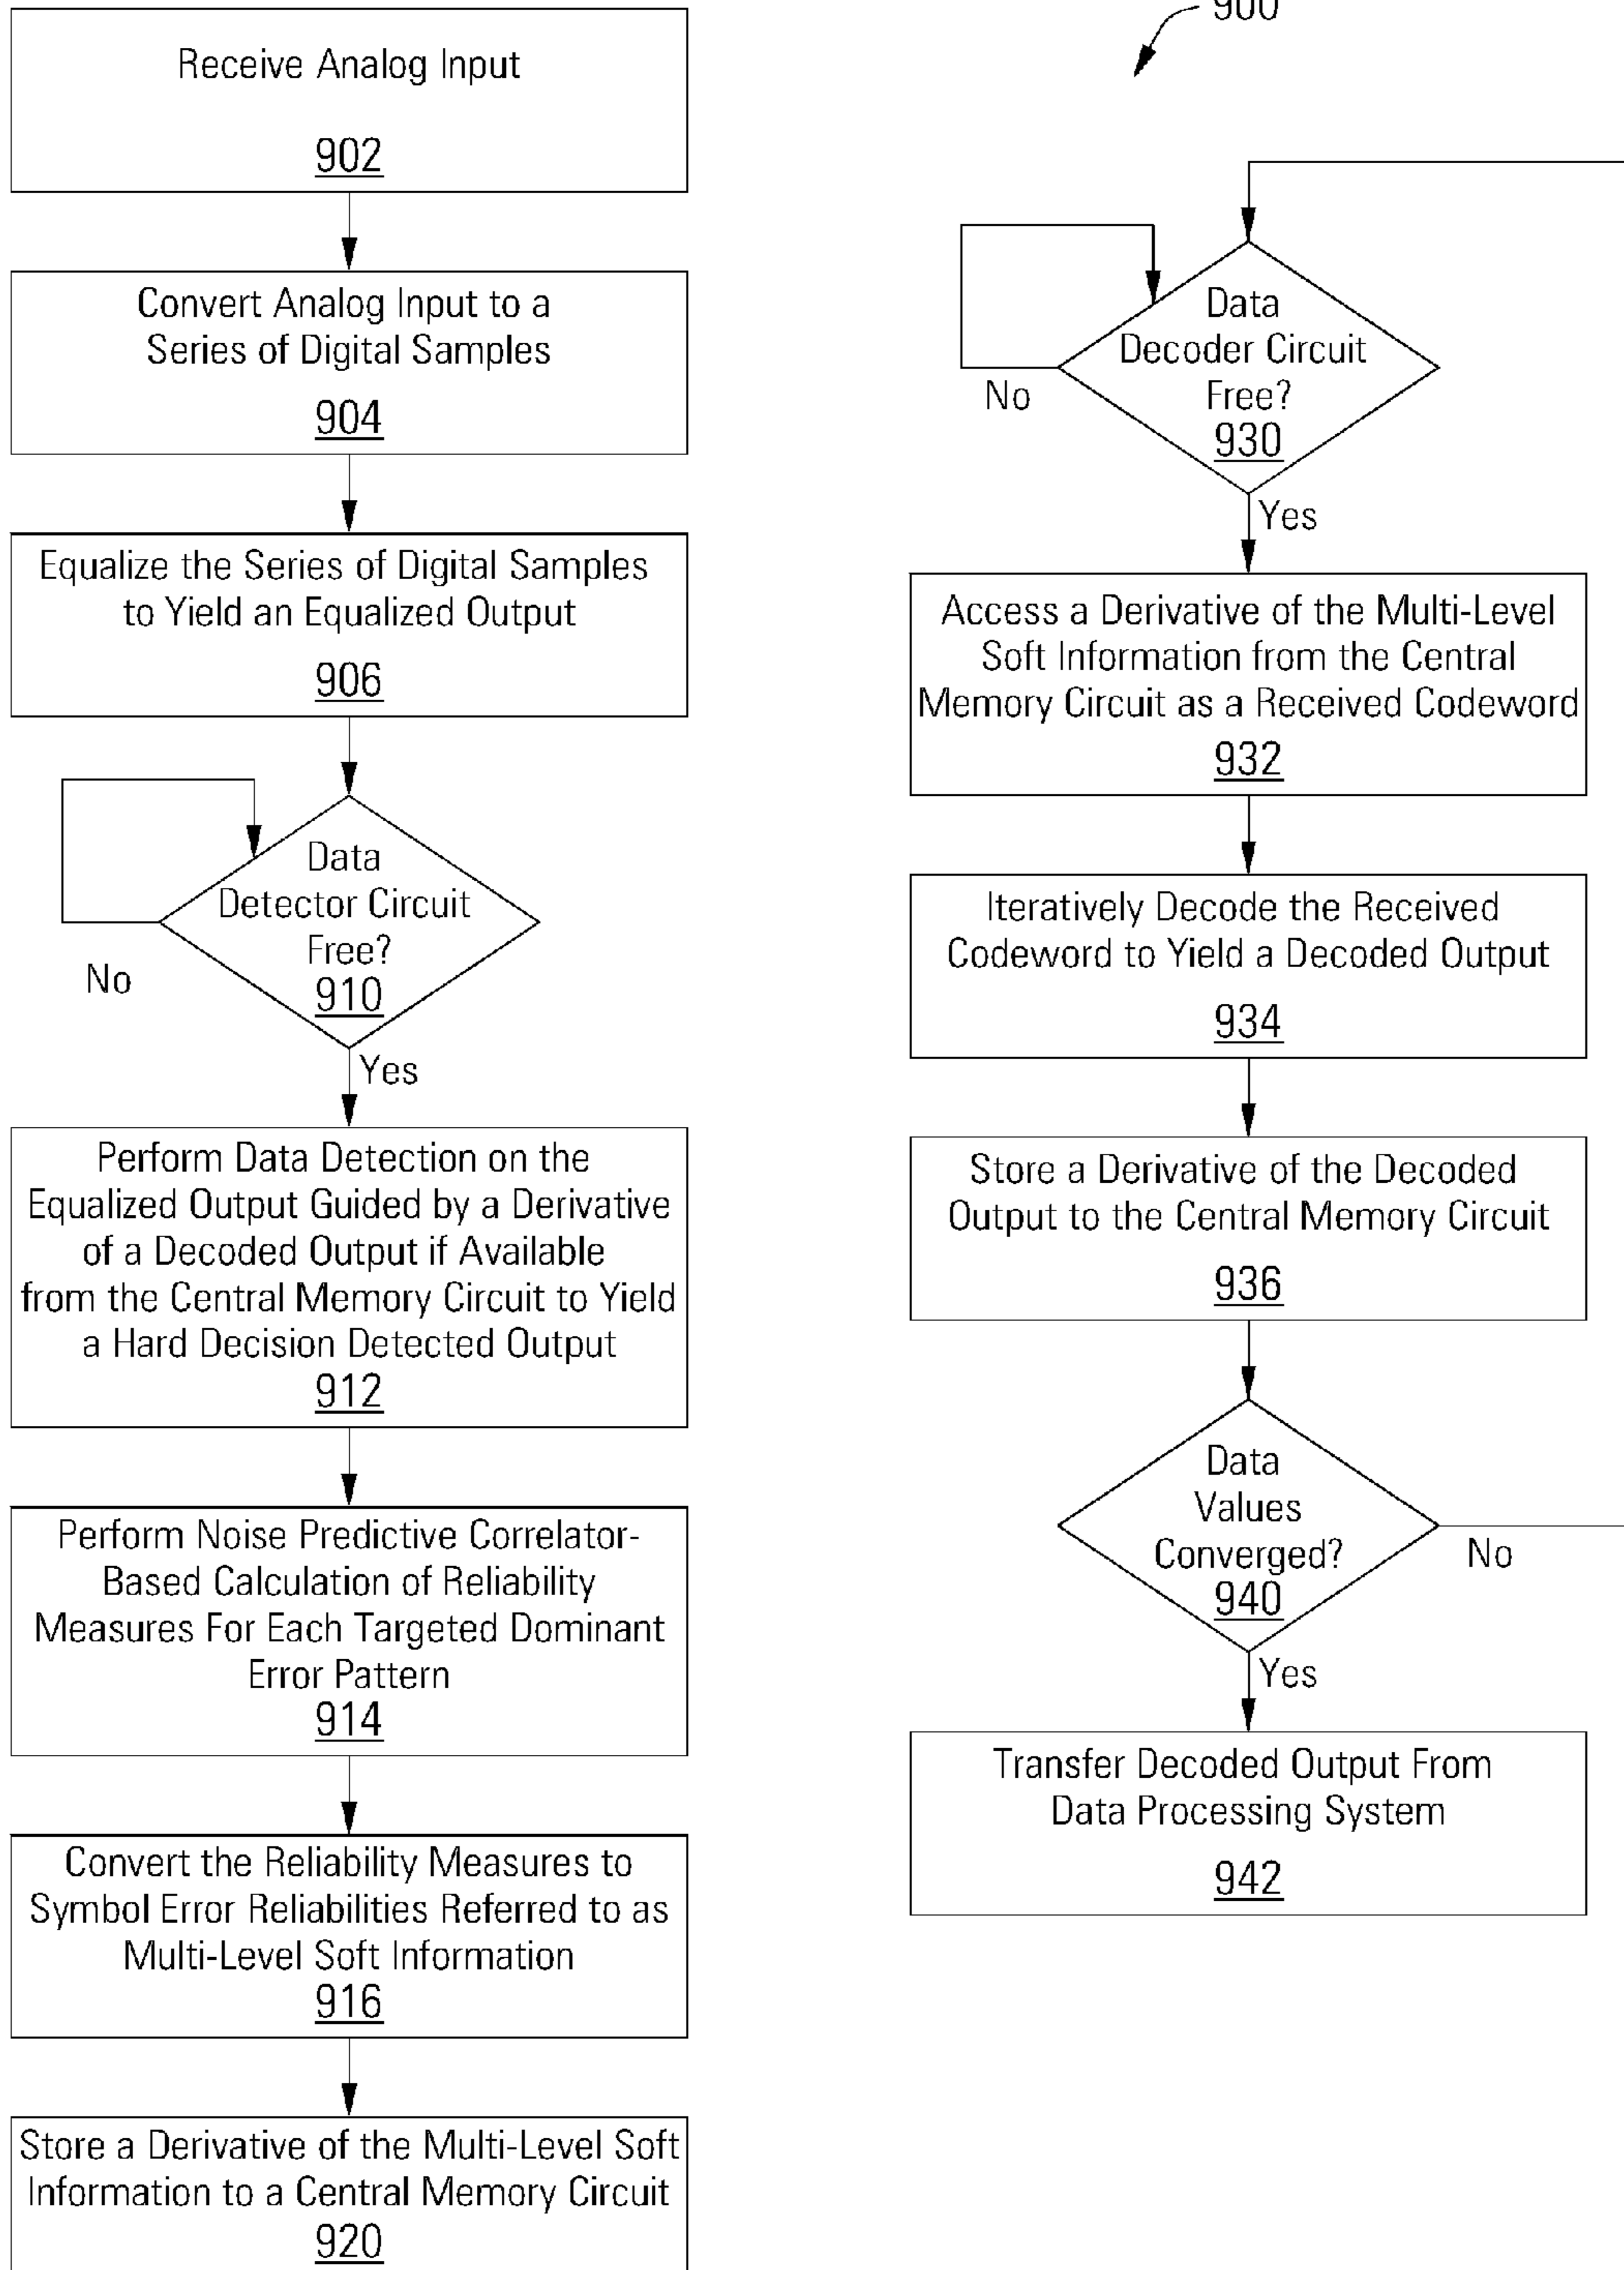 Receive Analog Input
902
Convert Analog Input to a
Series of Digital Samples
904
Equalize the Series of Digital Samples
to Yield an Equalized Output
906
Data
Detector Circuit
Free?
910
No
Yes
Perform Data Detection on the
Equalized Output Guided by a Derivative
of a Decoded Output if Available
from the Central Memory Circuit to Yield
a Hard Decision Detected Output
912
Perform Noise Predictive Correlator-
Based Calculation of Reliability
Measures For Each Targeted Dominant
Error Pattern
914
Convert the Reliability Measures to
Symbol Error Reliabilities Referred to as
Multi-Level Soft Information
916
Store a Derivative of the Multi-Level Soft
Information to a Central Memory Circuit
920
900
Data
Decoder Circuit
Free?
930
No
Yes
Access a Derivative of the Multi-Level
Soft Information from the Central
Memory Circuit as a Received Codeword
932
Iteratively Decode the Received
Codeword to Yield a Decoded Output
934
Store a Derivative of the Decoded
Output to the Central Memory Circuit
936
Data
Values
Converged?
940
No
Yes
Transfer Decoded Output From
Data Processing System
942